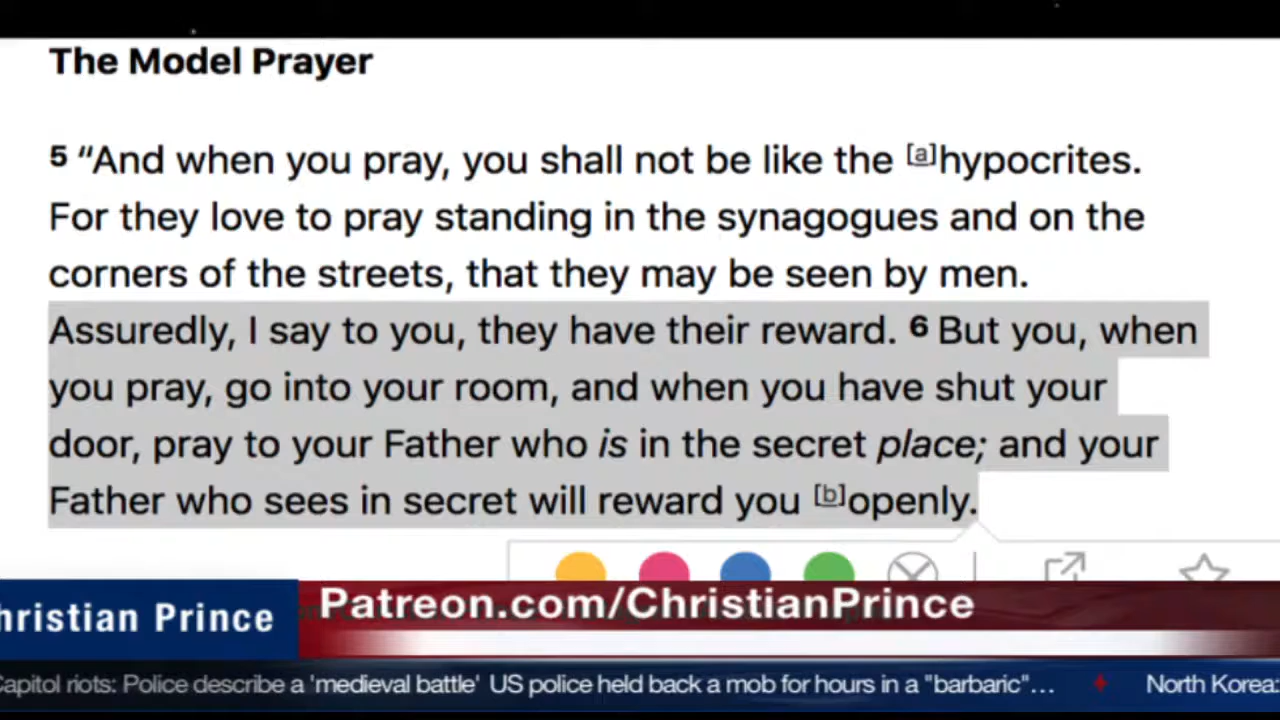 The Model Prayer
5 "And when you pray, you shall not be like the [a]hypocrites.
For they love to pray standing in the synagogues and on the
corners of the streets, that they may be seen by men.
Assuredly, I say to you, they have their reward. 6 But you, when
you pray, go into your room, and when you have shut your
door, pray to your Father who is in the secret place; and your
Father who sees in secret will reward you [b]openly.
hristian Prince
Patreon.com/ChristianPrince
Capitol riots: Police describe a 'medieval battle' US police held back a mob for hours in a "barbaric"... North Korea: